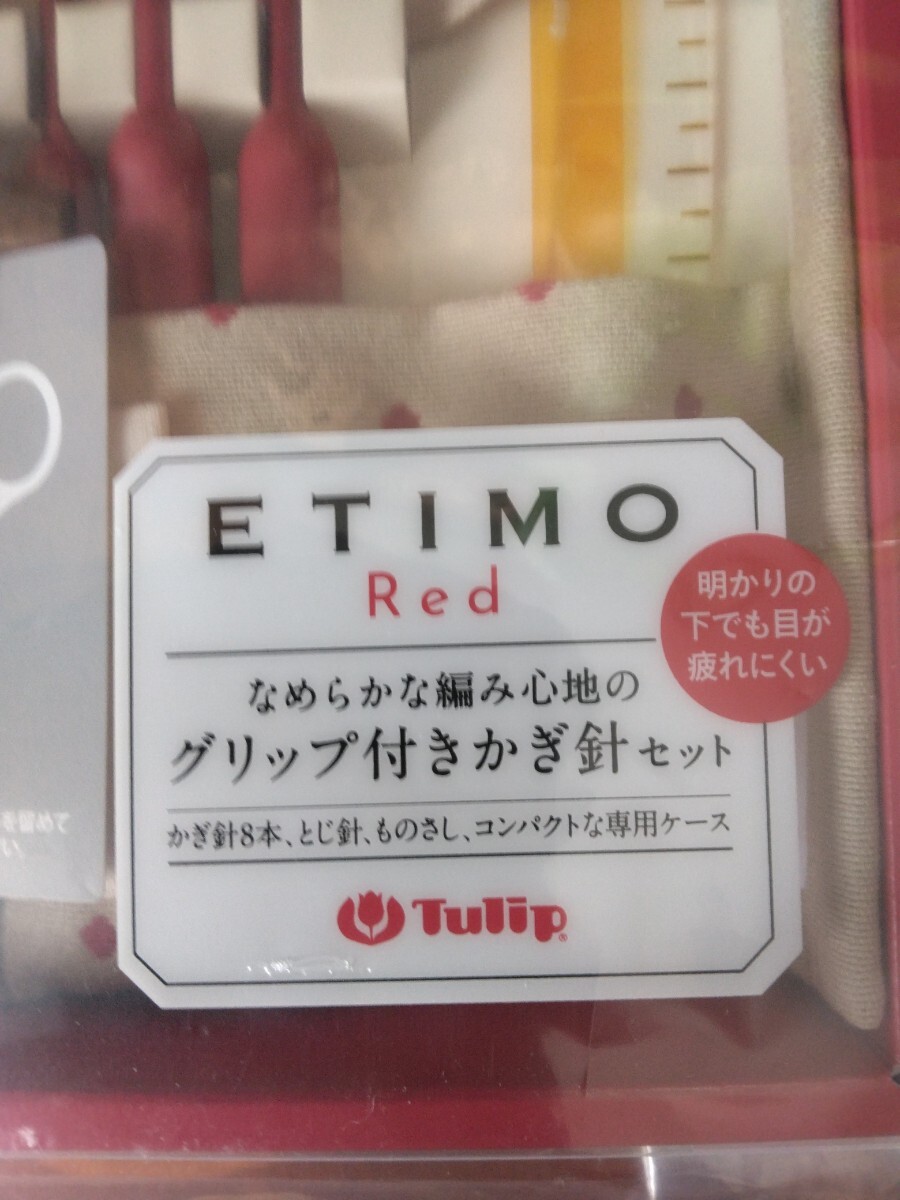 ETIMO
Red
明かりの
下でも目が
疲れにくい
なめらかな編み心地の
グリップ付きかぎ針セット
かぎ針8本、とじ針、ものさし、コンパクトな専用ケース
Tulip®